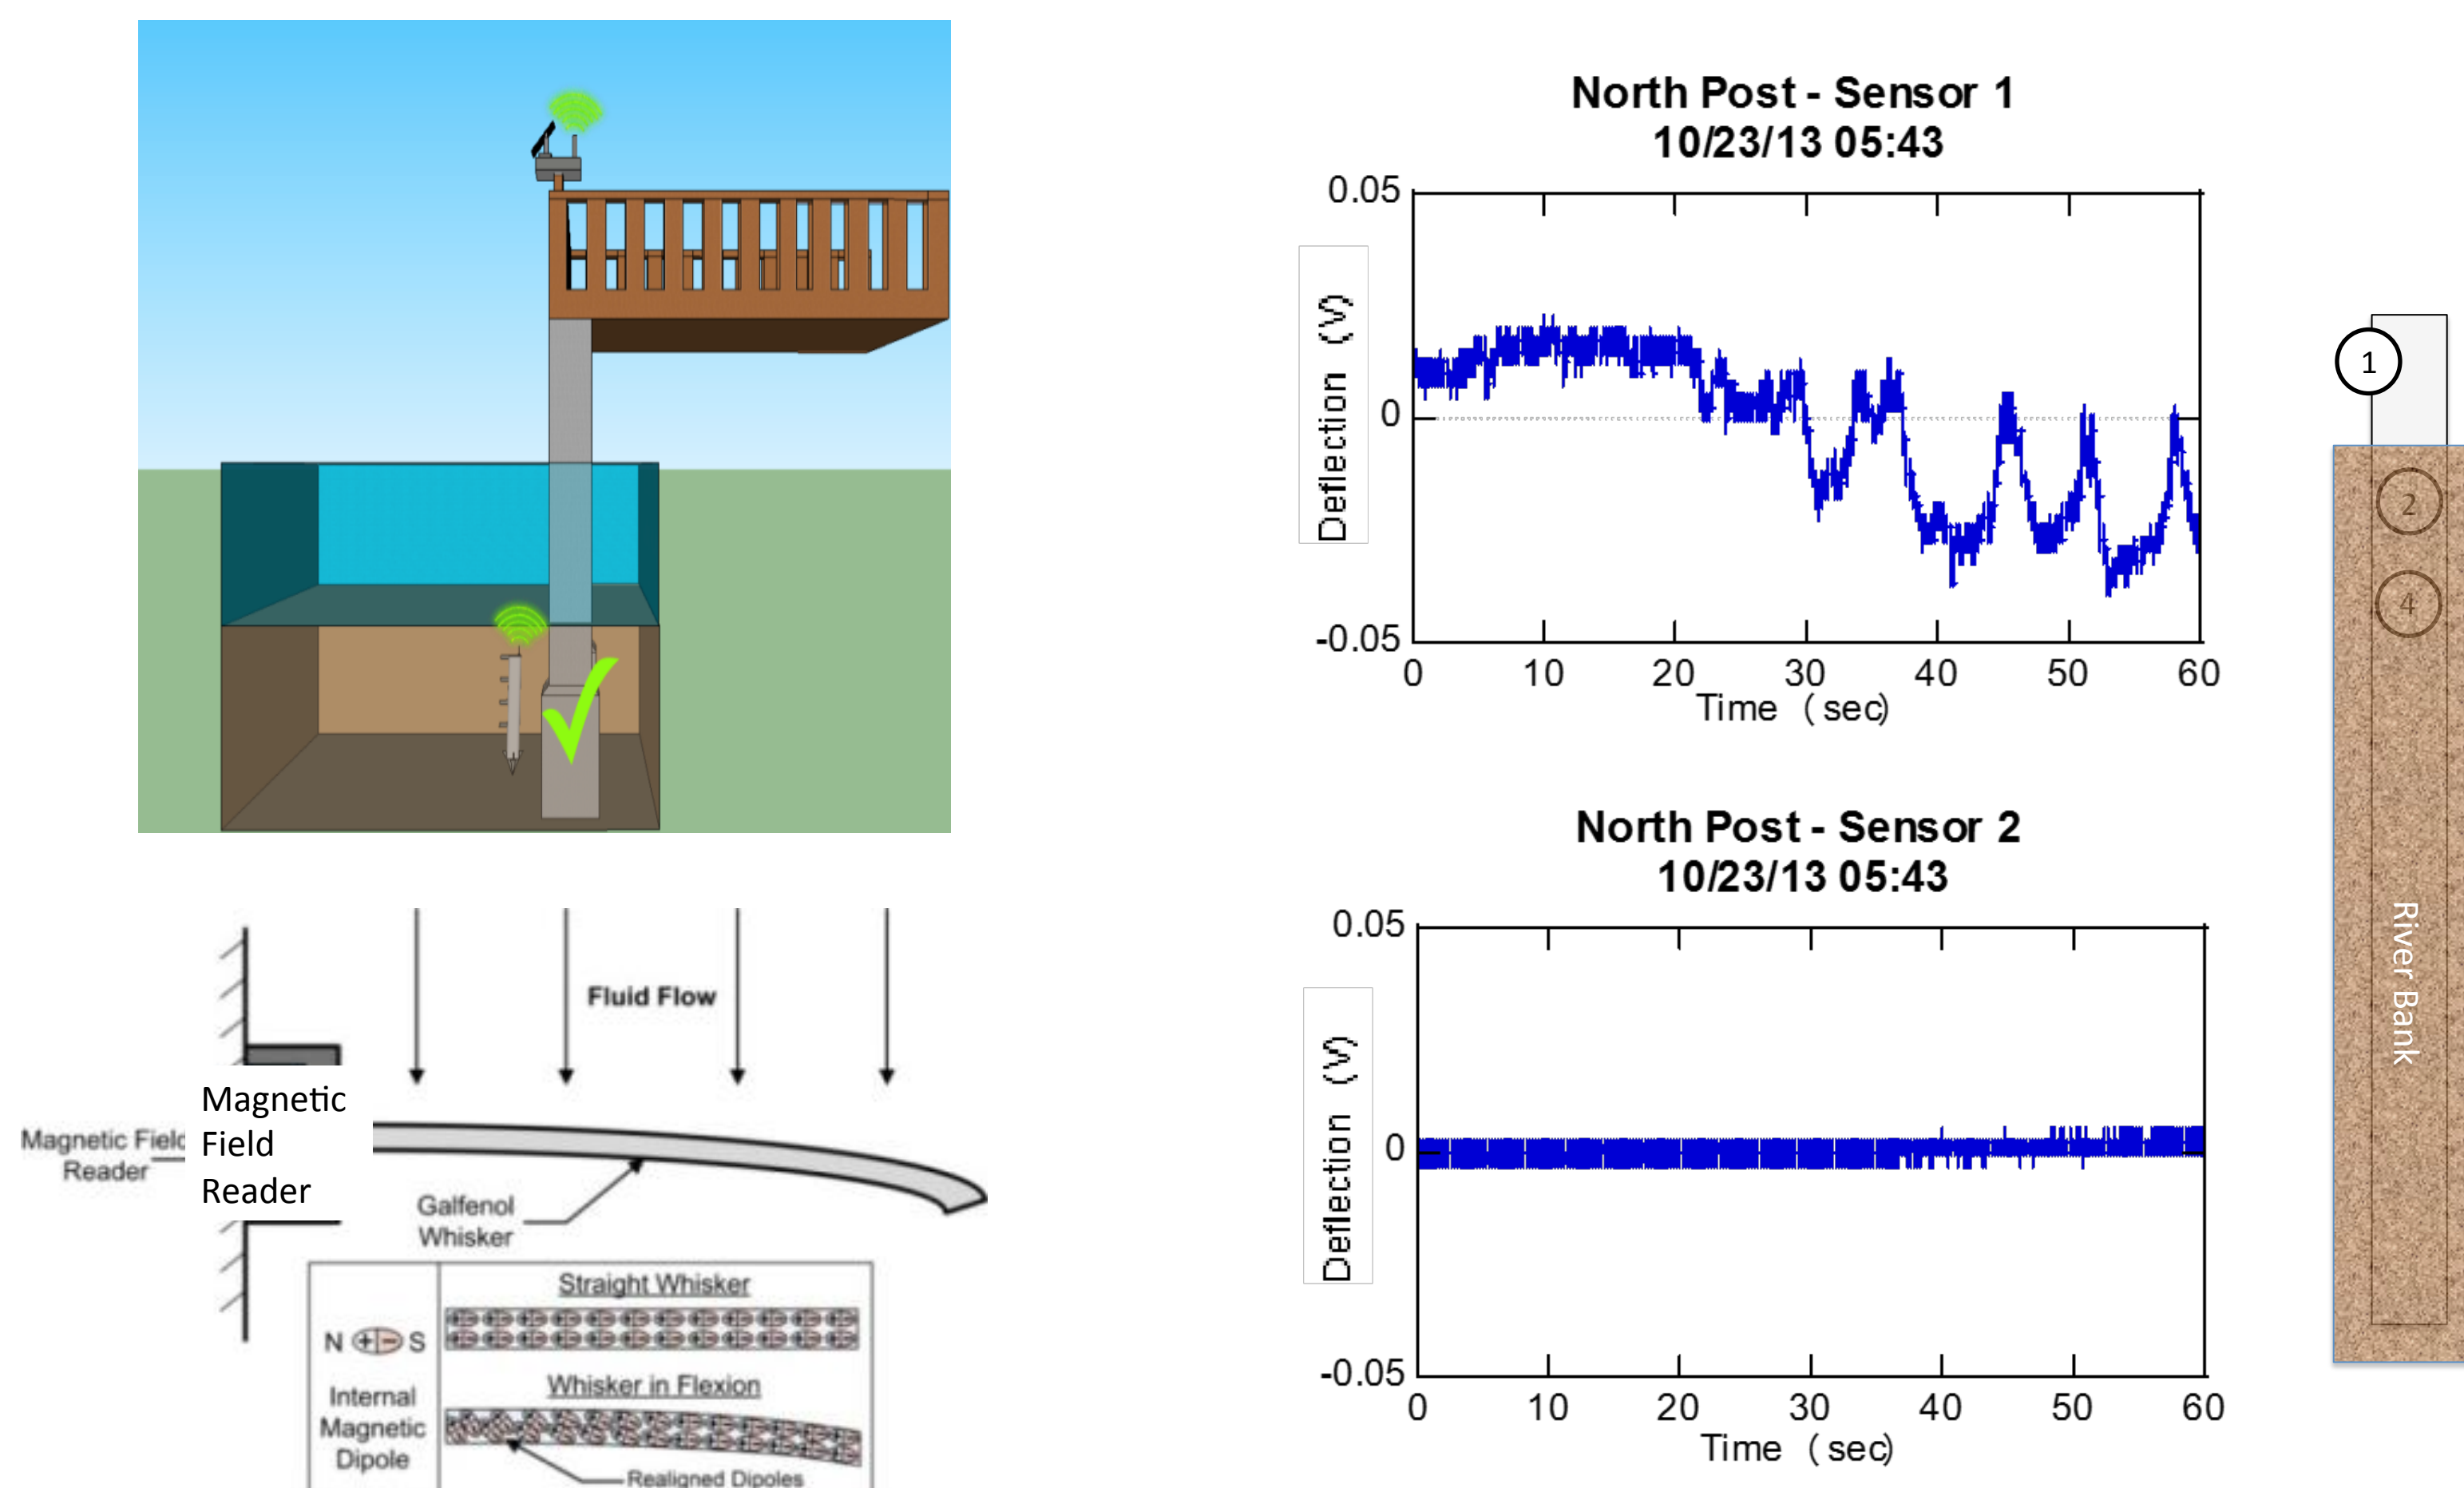 North Post - Sensor 1
10/23/13 05:43
0.05
0
-0.05
Deflection (V)
0
10
20
30
40
50
60
Time (sec)
1
2
4
River Bank
North Post - Sensor 2
10/23/13 05:43
0.05
0
-0.05
Deflection (V)
0
10
20
30
40
50
60
Time (sec)
Fluid Flow
Magnetic Field
Reader
Magnetic
Field
Reader
Galfenol
Whisker
Straight Whisker
N + - S
Internal
Magnetic
Dipole
Whisker in Flexion
Realigned Dipoles